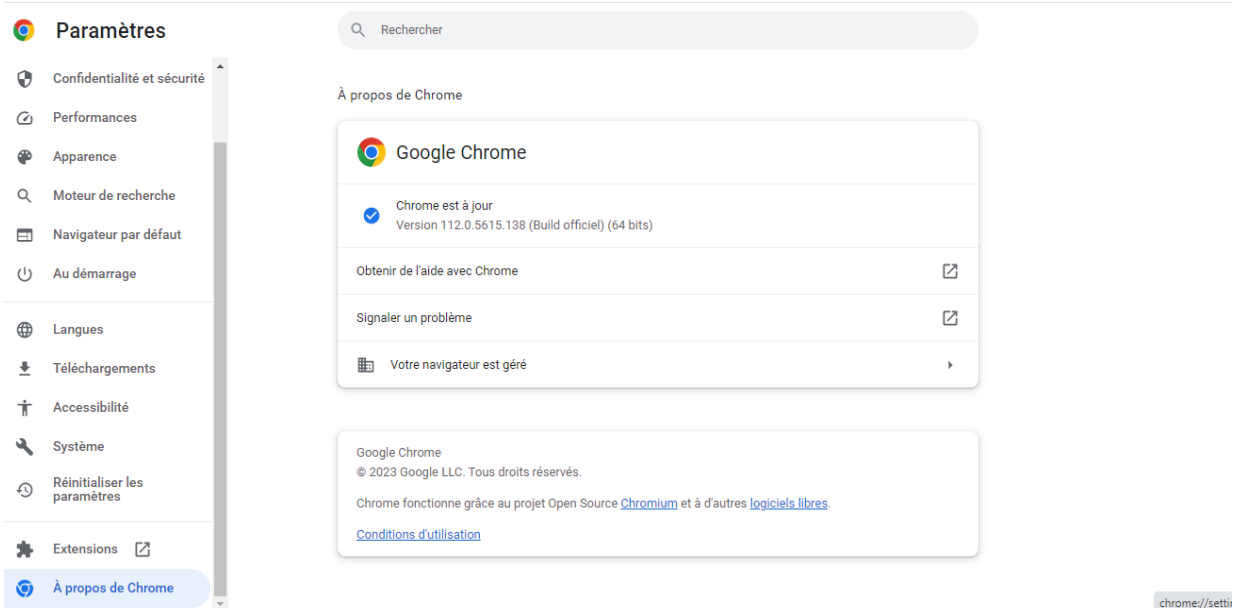 Paramètres
Rechercher
Confidentialité et sécurité
Performances
Apparence
Moteur de recherche
Navigateur par défaut
Au démarrage
Langues
Téléchargements
Accessibilité
Système
Réinitialiser les
paramètres
Extensions
À propos de Chrome
À propos de Chrome
Google Chrome
Chrome est à jour
Version 112.0.5615.138 (Build officiel) (64 bits)
Obtenir de l'aide avec Chrome
Signaler un problème
Votre navigateur est géré
Google Chrome
© 2023 Google LLC. Tous droits réservés.
Chrome fonctionne grâce au projet Open Source Chromium et à d'autres logiciels libres.
Conditions d'utilisation
chrome://settin